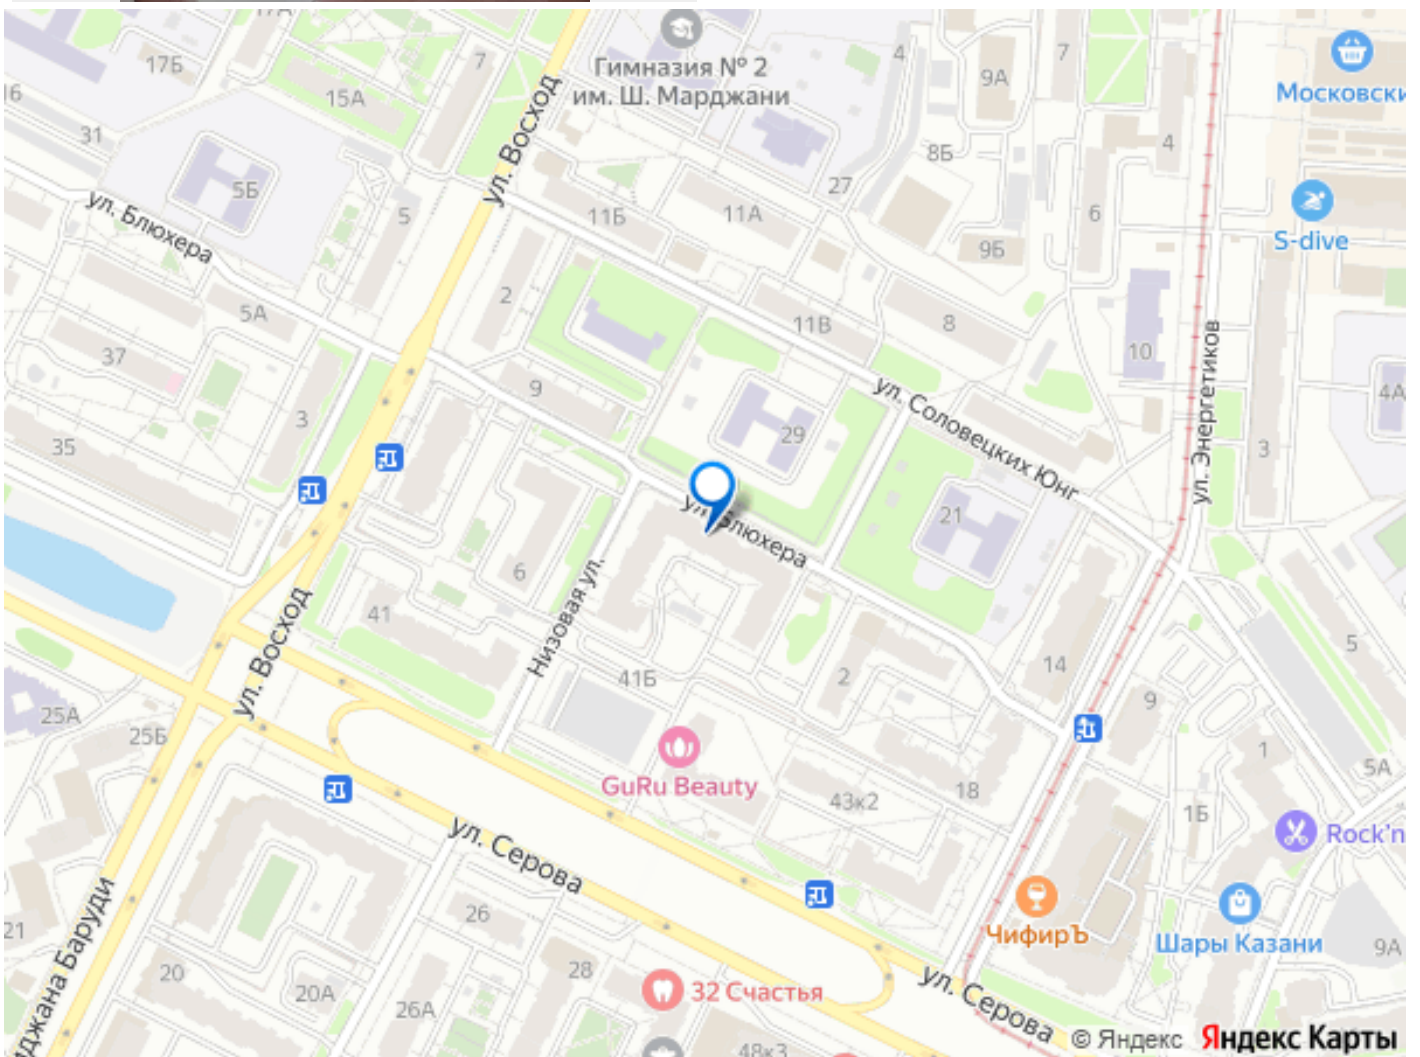 17А
17Б
7
15А
16
31
Гимназия № 2
им. Ш. Марджани
4
9А
7
Московски
4
ул. Восход
5Б
5
ул. Блюхера
11Б
11А
27
8Б
6
9Б
S-dive
5А
2
11В
8
10
37
9
3
29
ул. Соловецких Юнг
ул. Энергетиков
4А
3
35
21
ул. Блюхера
6
41
Низовая ул.
ул. Восход
41Б
2
14
9
5
25А
25Б
GuRu Beauty
43к2
18
1
5А
1Б
Rock'n
ул. Серова
26
21
ЧифирЪ
Шары Казани
9А
20
20А
28
26А
32 Счастья
ул. Серова
иджана Баруди
48к3
© Яндекс Яндекс Карты